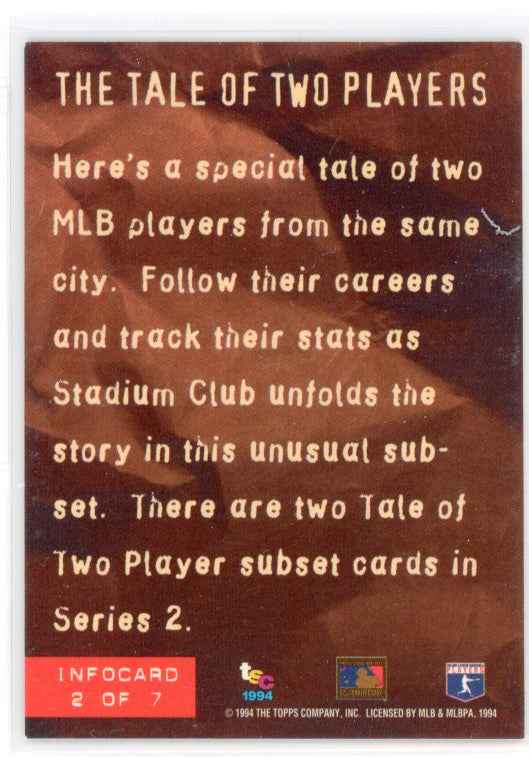 THE TALE OF TWO PLAYERS
Here's a special tale of two
MLB players from the same
city. Follow their careers
and track their stats as
Stadium Club unfolds the
story in this unusual sub-
set. There are two Tale of
Two Player subset cards in
Series 2.
INFOCARD
2 OF 7
tsc
1994
PLAYERS
© 1994 THE TOPPS COMPANY, INC. LICENSED BY MLB & MLBPA, 1994